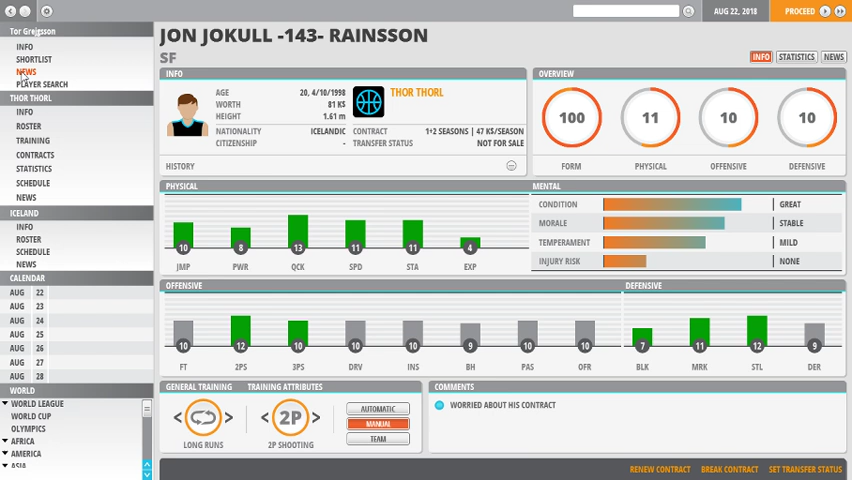 AUG 22, 2018
PROCEED
Tor Grejgsson
INFO
SHORTLIST
NEWS
PLAYER SEARCH
THOR THORL
INFO
ROSTER
TRAINING
CONTRACTS
STATISTICS
SCHEDULE
NEWS
ICELAND
INFO
ROSTER
SCHEDULE
NEWS
CALENDAR
AUG 22
AUG 23
AUG 24
AUG 25
AUG 26
AUG 27
AUG 28
WORLD
WORLD LEAGUE
WORLD CUP
OLYMPICS
AFRICA
AMERICA
ASIA
JON JOKULL -143- RAINSSON
SF
INFO STATISTICS NEWS
INFO
AGE 20, 4/10/1998
WORTH 81 K$
HEIGHT 1.61 m
NATIONALITY ICELANDIC
CITIZENSHIP -
THOR THORL
CONTRACT 1+2 SEASONS | 47 K$/SEASON
TRANSFER STATUS NOT FOR SALE
HISTORY
OVERVIEW
100 11 10 10
FORM PHYSICAL OFFENSIVE DEFENSIVE
PHYSICAL
10 8 13 11 11 4
JMP PWR QCK SPD STA EXP
MENTAL
CONDITION GREAT
MORALE STABLE
TEMPERAMENT MILD
INJURY RISK NONE
OFFENSIVE
10 12 10 10 10 9 10 10
FT 2PS 3PS DRV INS BH PAS OFR
DEFENSIVE
7 11 12 9
BLK MRK STL DER
GENERAL TRAINING TRAINING ATTRIBUTES
< > < 2P >
LONG RUNS 2P SHOOTING
AUTOMATIC
MANUAL
TEAM
COMMENTS
WORRIED ABOUT HIS CONTRACT
RENEW CONTRACT BREAK CONTRACT SET TRANSFER STATUS